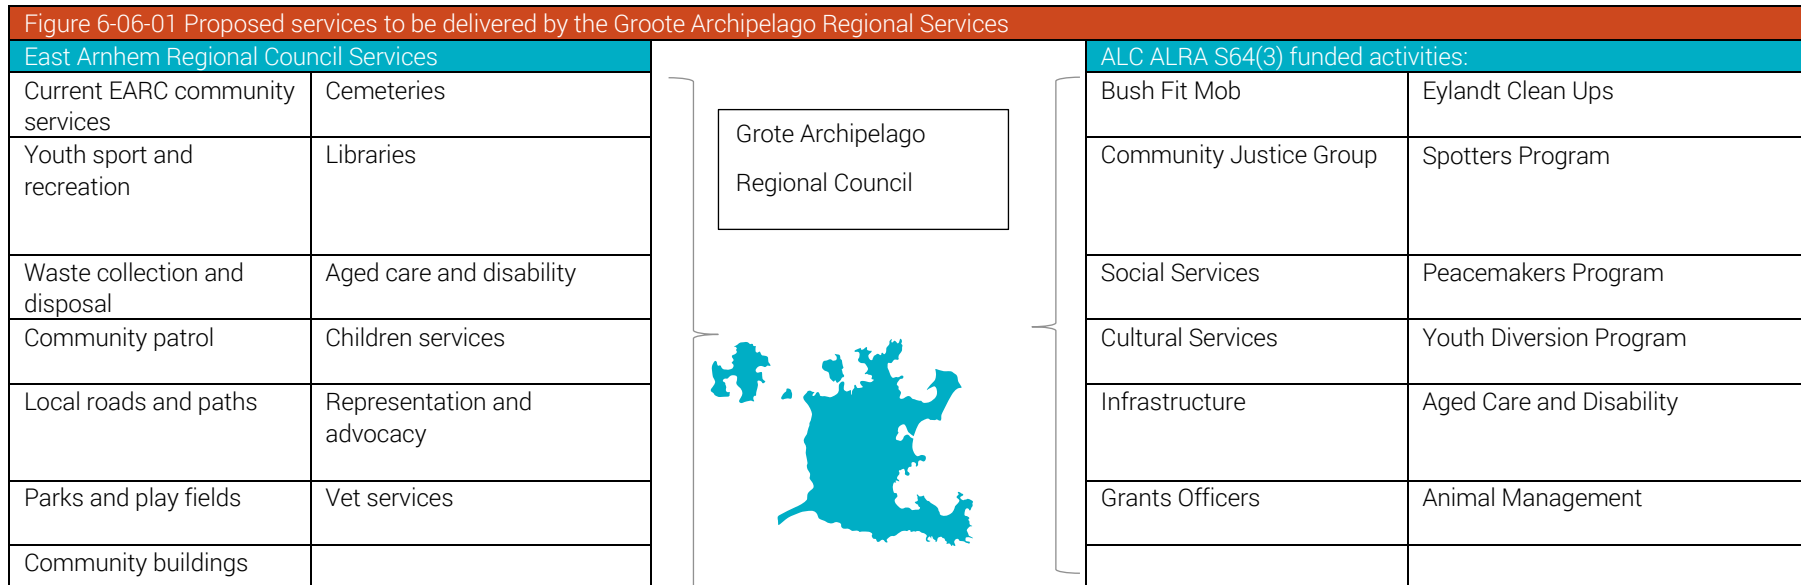 Figure 6-06-01 Proposed services to be delivered by the Groote Archipelago Regional Services
East Arnhem Regional Council Services
Current EARC community
services
Cemeteries
Youth sport and
recreation
Libraries
Waste collection and
disposal
Aged care and disability
Community patrol
Children services
Local roads and paths
Representation and
advocacy
Parks and play fields
Vet services
Community buildings
Grote Archipelago
Regional Council
ALC ALRA S64(3) funded activities:
Bush Fit Mob
Eylandt Clean Ups
Community Justice Group
Spotters Program
Social Services
Peacemakers Program
Cultural Services
Youth Diversion Program
Infrastructure
Aged Care and Disability
Grants Officers
Animal Management